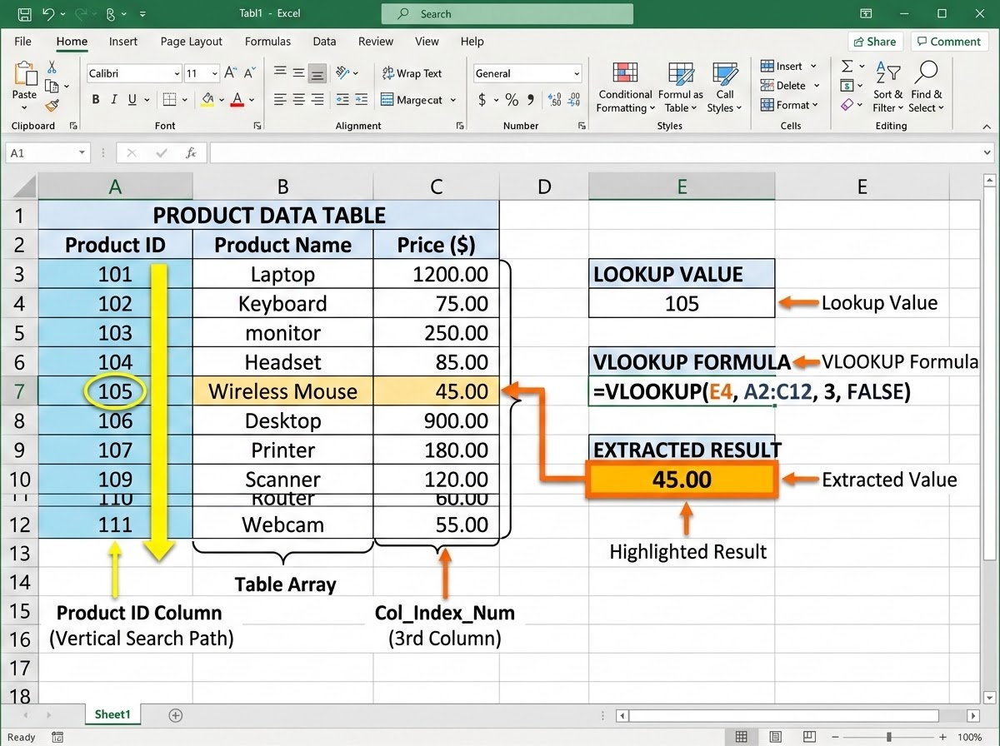 Tabl1 - Excel
Search
File Home Insert Page Layout Formulas Data Review View Help
Share Comment
Paste
Calibri 11
B I U A
Wrap Text
Margecat
General
$ % ,
Conditional Formatting
Formul as Table
Call Styles
Insert
Delete
Format
Sort & Filter
Find & Select
Clipboard Font Alignment Number Styles Cells Editing
A1 fx
A B C D E E
1 PRODUCT DATA TABLE
2 Product ID Product Name Price ($)
3 101 Laptop 1200.00 LOOKUP VALUE
4 102 Keyboard 75.00 105 Lookup Value
5 103 monitor 250.00
6 104 Headset 85.00 VLOOKUP FORMULA VLOOKUP Formula
7 105 Wireless Mouse 45.00 =VLOOKUP(E4, A2:C12, 3, FALSE)
8 106 Desktop 900.00
9 107 Printer 180.00 EXTRACTED RESULT
10 109 Scanner 120.00 45.00 Extracted Value
11 110 Router 60.00
12 111 Webcam 55.00
13 Highlighted Result
14 Table Array
15 Product ID Column Col_Index_Num
16 (Vertical Search Path) (3rd Column)
17
18
Sheet1
Ready 100%